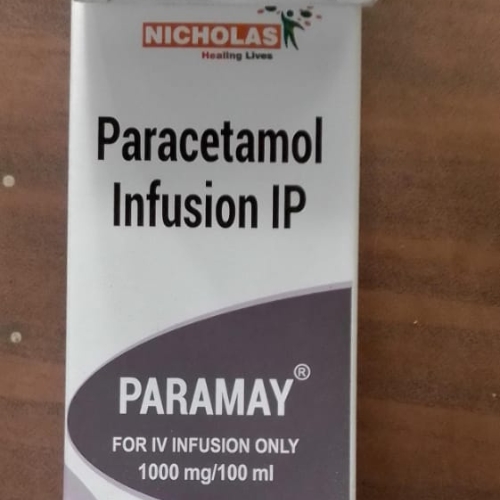 NICHOLAS
Healing Lives
Paracetamol
Infusion IP
PARAMAY®
FOR IV INFUSION ONLY
1000 mg/100 ml